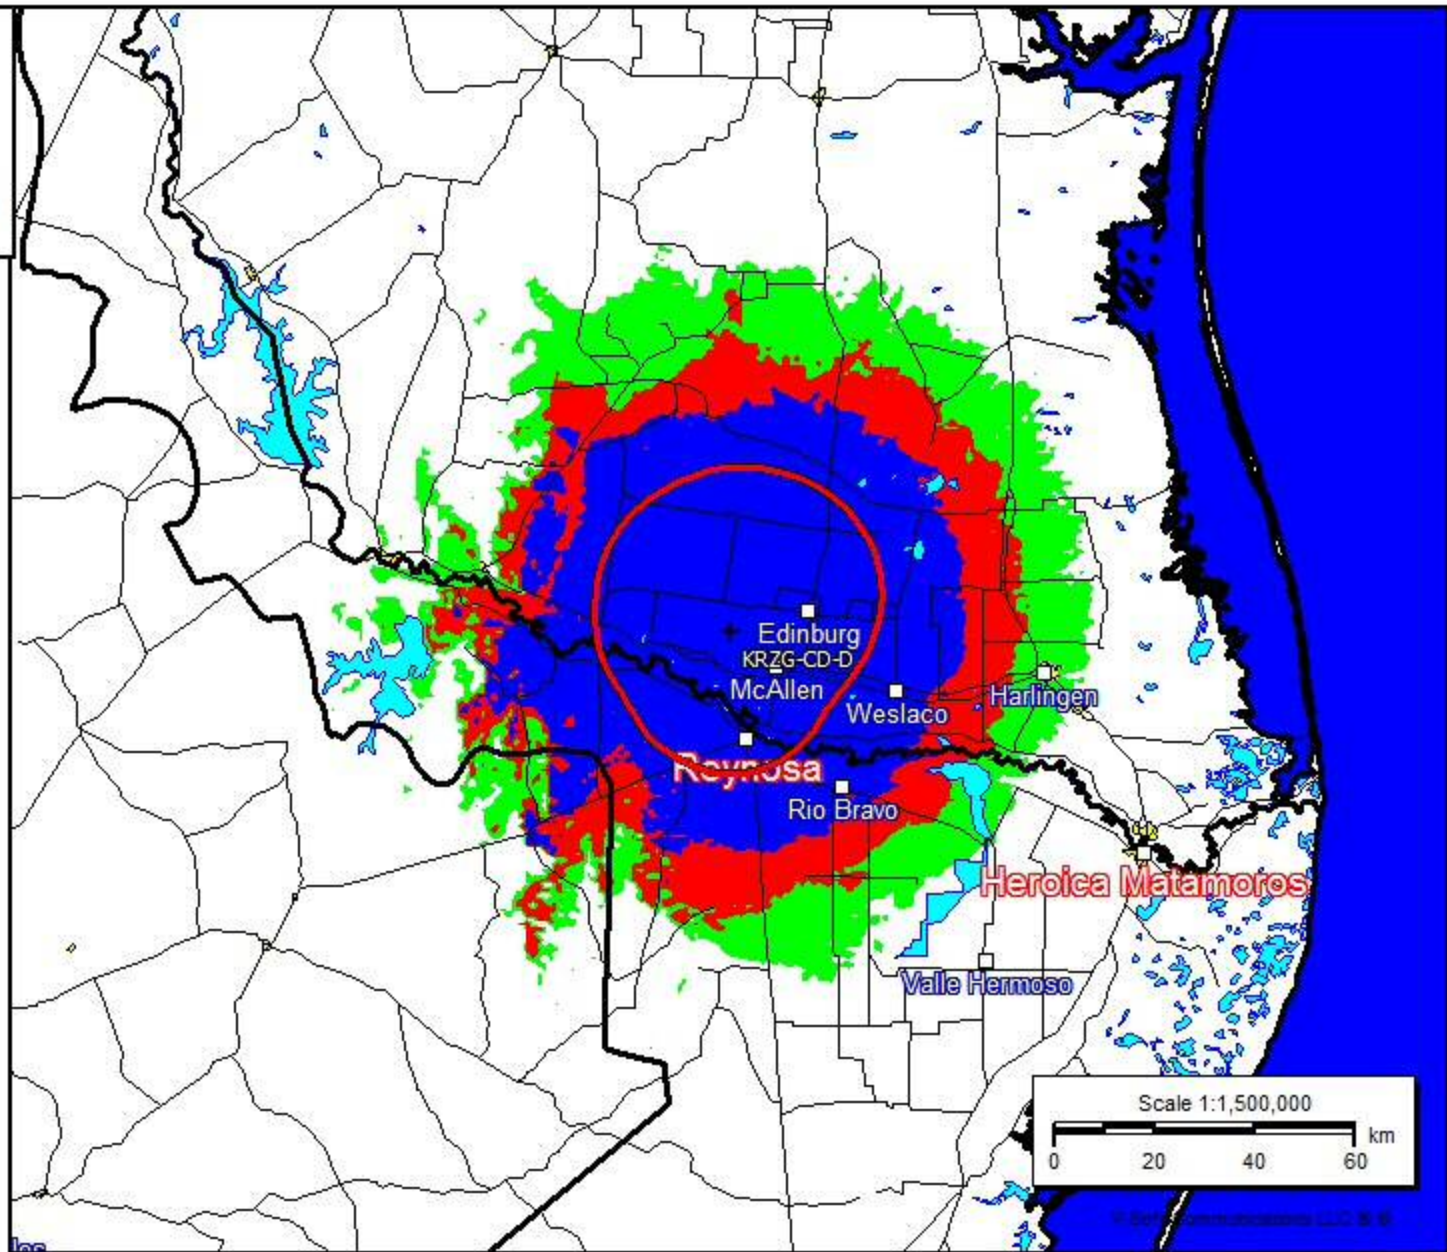 Edinburg
KRZG-CD-D
McAllen
Harlingen
Weslaco
Reynosa
Rio Bravo
Heroica Matamoros
Valle Hermoso
Scale 1:1,500,000
km
0 20 40 60